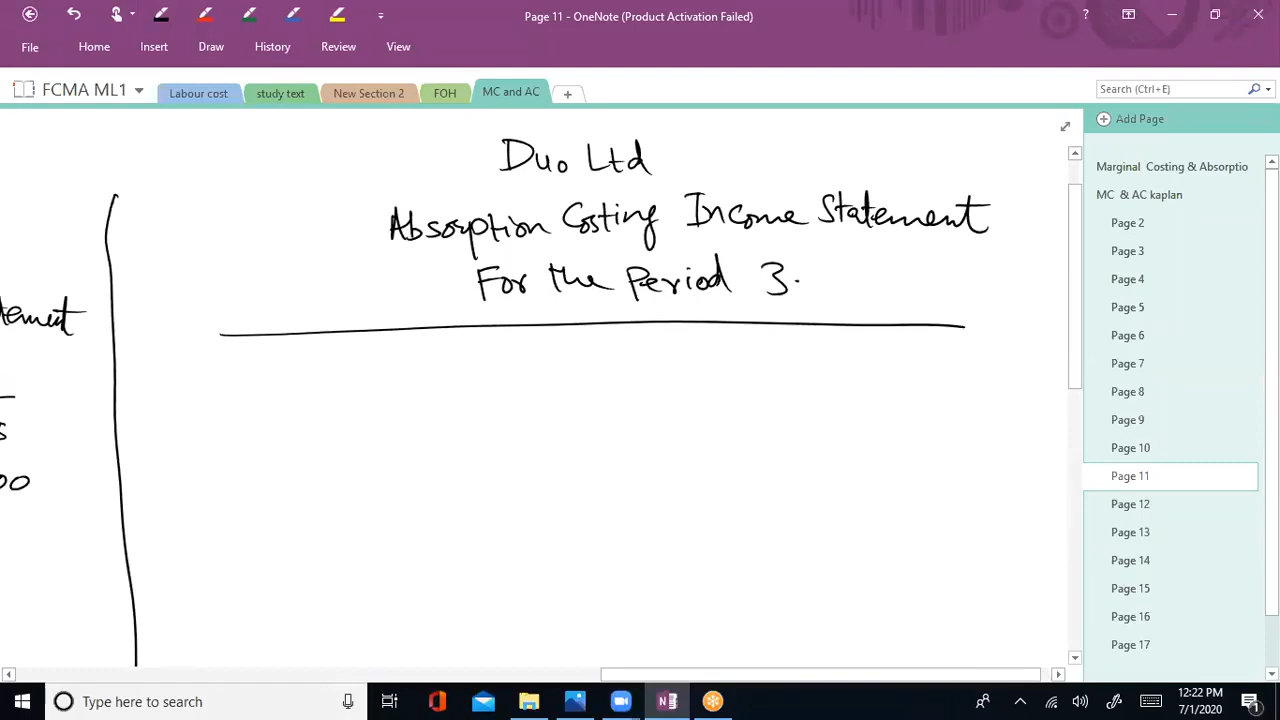 Page 11 - OneNote (Product Activation Failed)
?
File
Home
Insert
Draw
History
Review
View
FCMA ML1
Labour cost
study text
New Section 2
FOH
MC and AC
Search (Ctrl+E)
Add Page
Duo Ltd
Absorption Costing Income Statement
For the Period 3.
tement
s
00
Marginal Costing & Absorptio
MC & AC kaplan
Page 2
Page 3
Page 4
Page 5
Page 6
Page 7
Page 8
Page 9
Page 10
Page 11
Page 12
Page 13
Page 14
Page 15
Page 16
Page 17
Type here to search
12:22 PM
7/1/2020
1